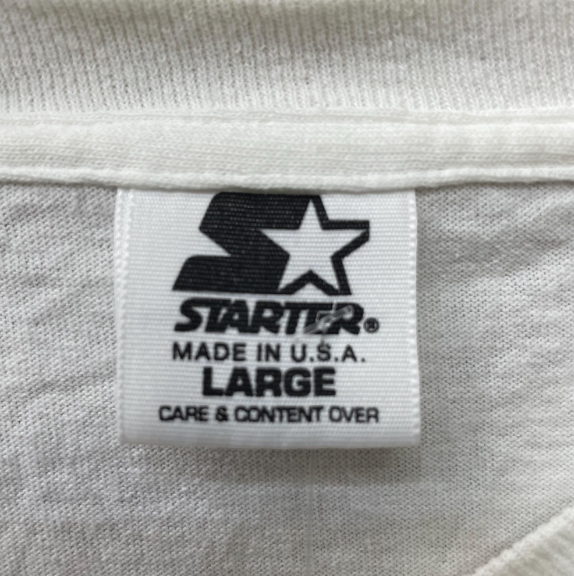 STARTER®
MADE IN U.S.A.
LARGE
CARE & CONTENT OVER